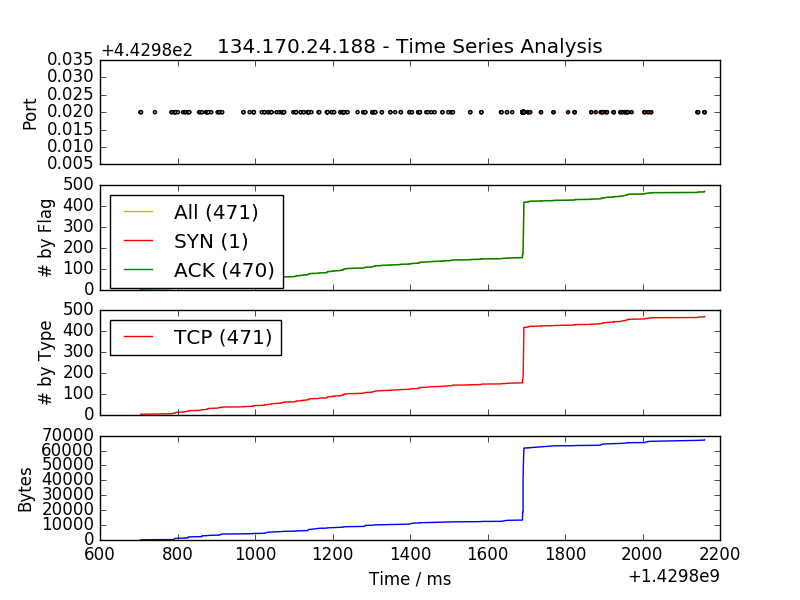 +4.4298e2
134.170.24.188 - Time Series Analysis
0.035
0.030
0.025
0.020
0.015
0.010
0.005
Port
500
400
300
200
100
0
# by Flag
All (471)
SYN (1)
ACK (470)
500
400
300
200
100
0
# by Type
TCP (471)
70000
60000
50000
40000
30000
20000
10000
0
Bytes
600 800 1000 1200 1400 1600 1800 2000 2200
Time / ms
+1.4298e9